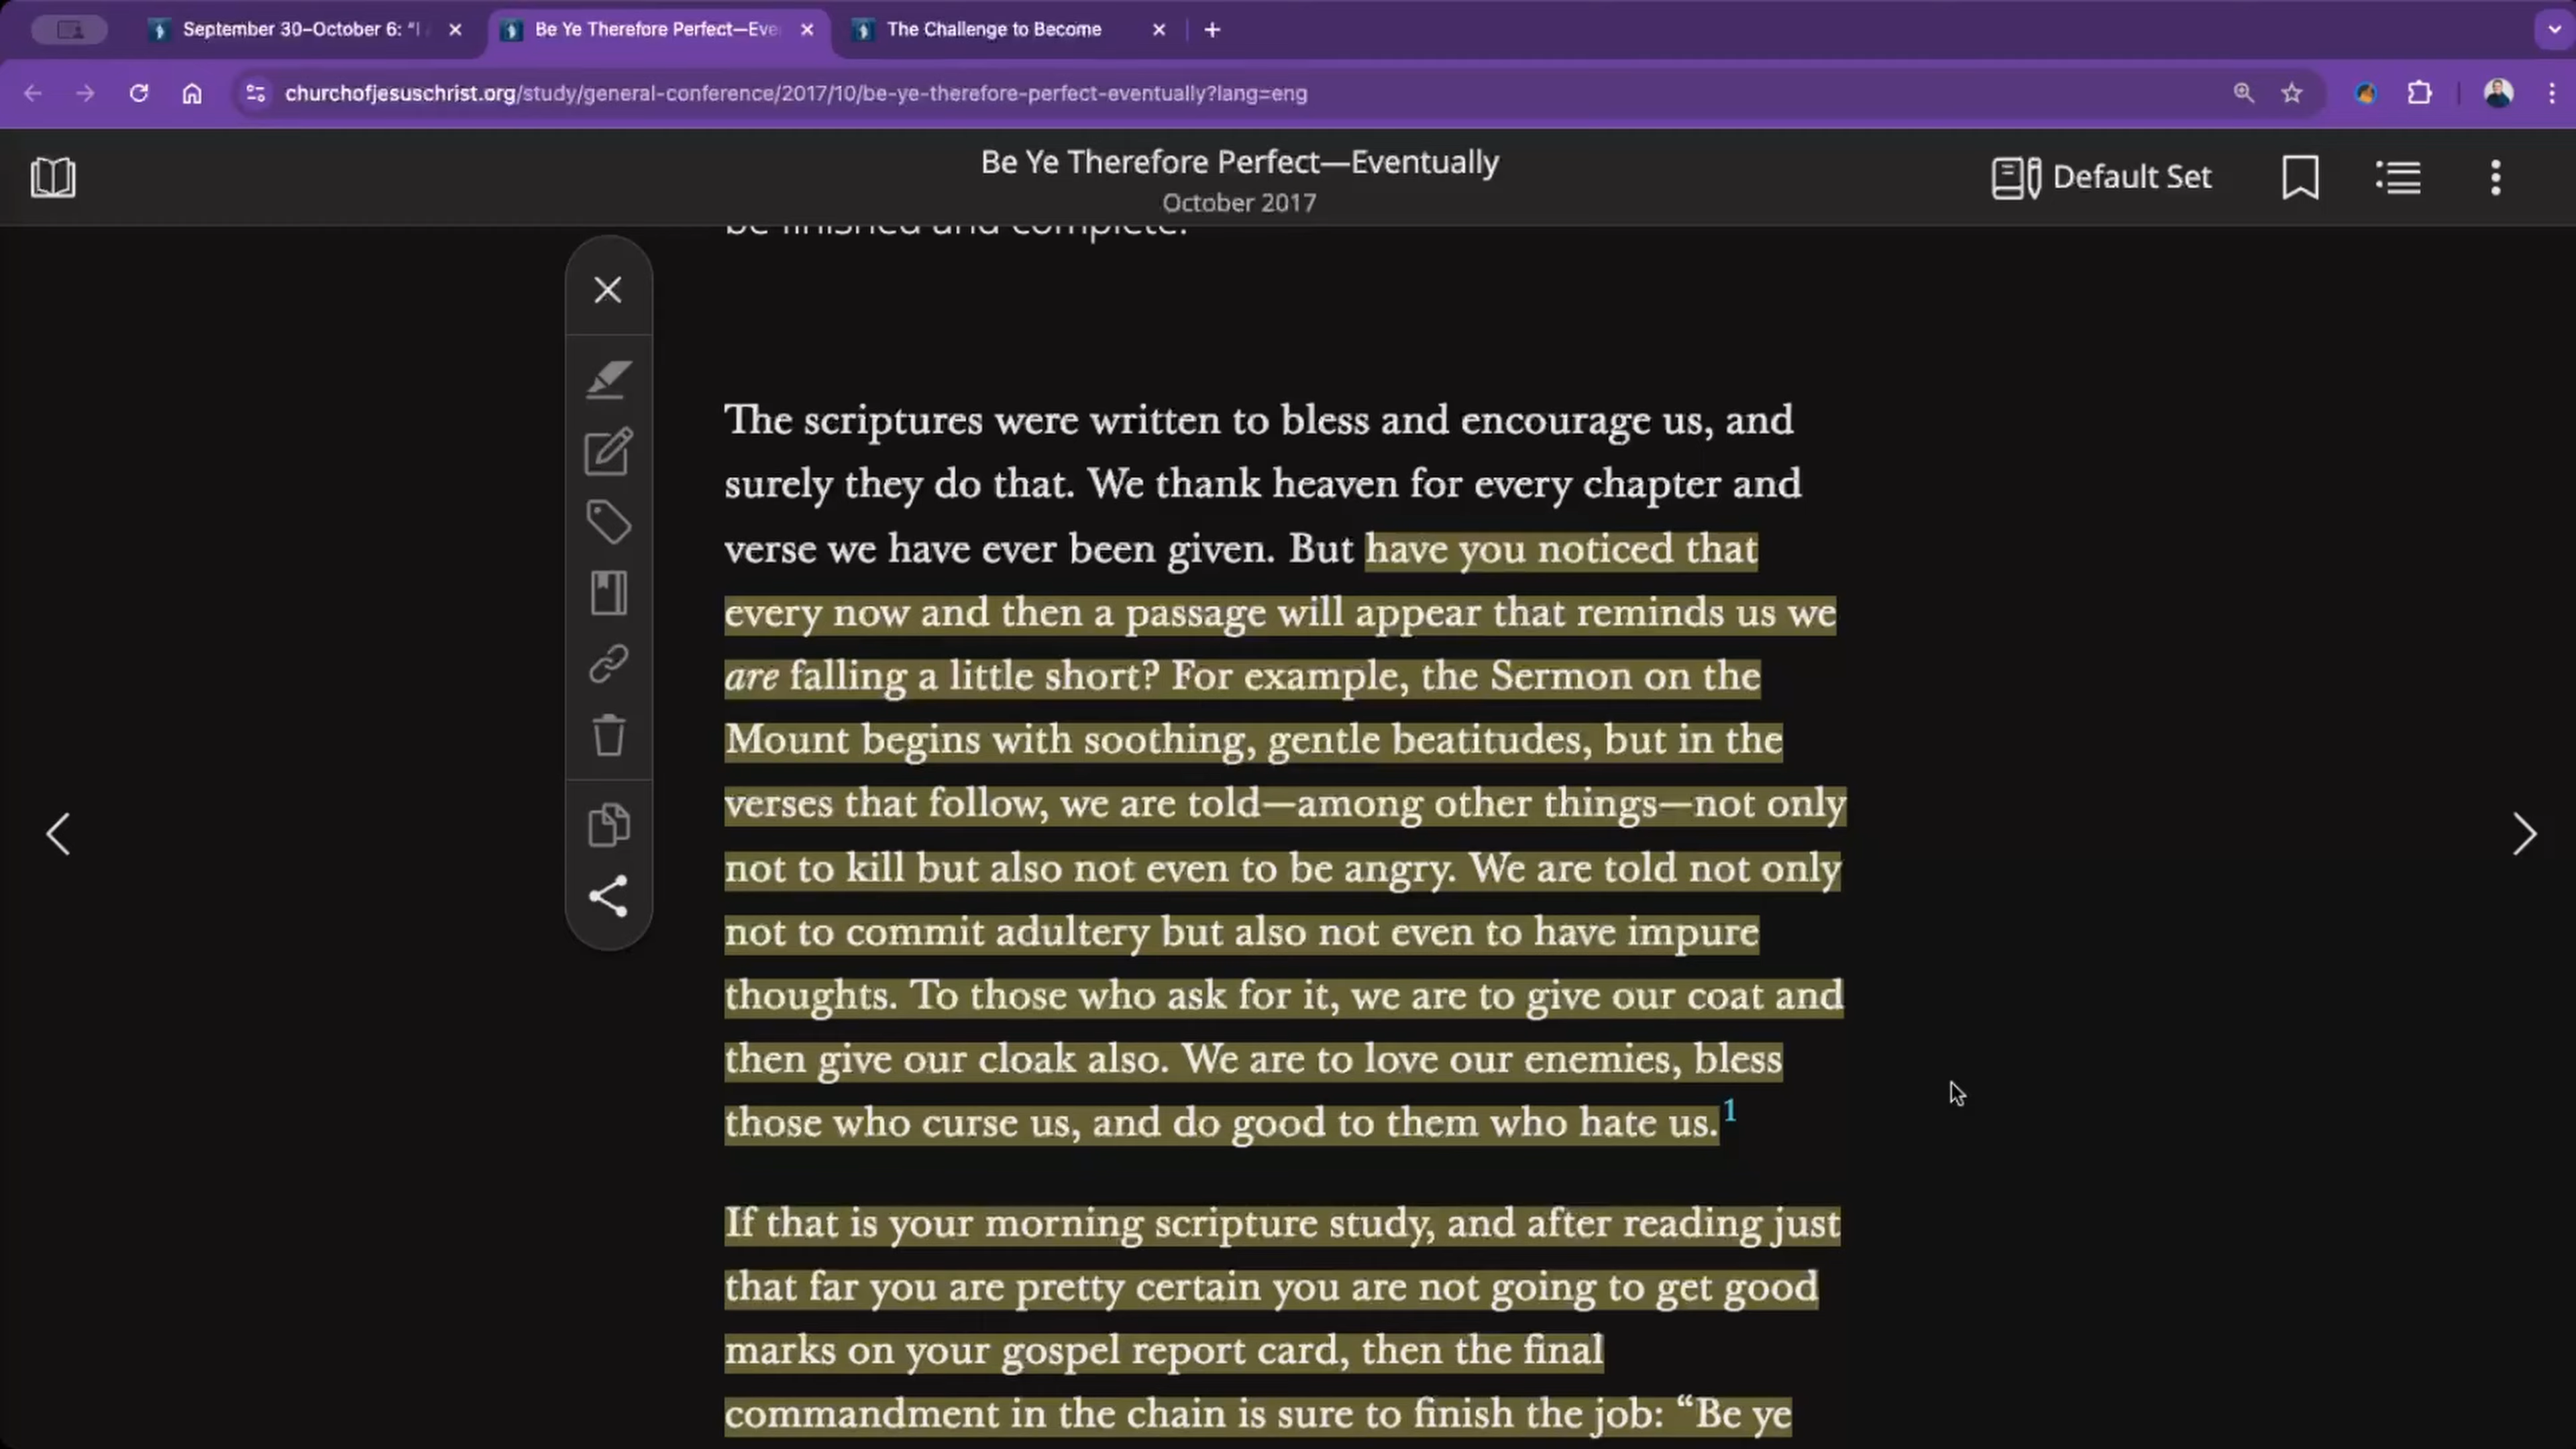 September 30–October 6: “I
Be Ye Therefore Perfect—Eve
The Challenge to Become
churchofjesuschrist.org/study/general-conference/2017/10/be-ye-therefore-perfect-eventually?lang=eng
Be Ye Therefore Perfect—Eventually
October 2017
Default Set
be finished and complete.
The scriptures were written to bless and encourage us, and
surely they do that. We thank heaven for every chapter and
verse we have ever been given. But have you noticed that
every now and then a passage will appear that reminds us we
are falling a little short? For example, the Sermon on the
Mount begins with soothing, gentle beatitudes, but in the
verses that follow, we are told—among other things—not only
not to kill but also not even to be angry. We are told not only
not to commit adultery but also not even to have impure
thoughts. To those who ask for it, we are to give our coat and
then give our cloak also. We are to love our enemies, bless
those who curse us, and do good to them who hate us.1
If that is your morning scripture study, and after reading just
that far you are pretty certain you are not going to get good
marks on your gospel report card, then the final
commandment in the chain is sure to finish the job: “Be ye